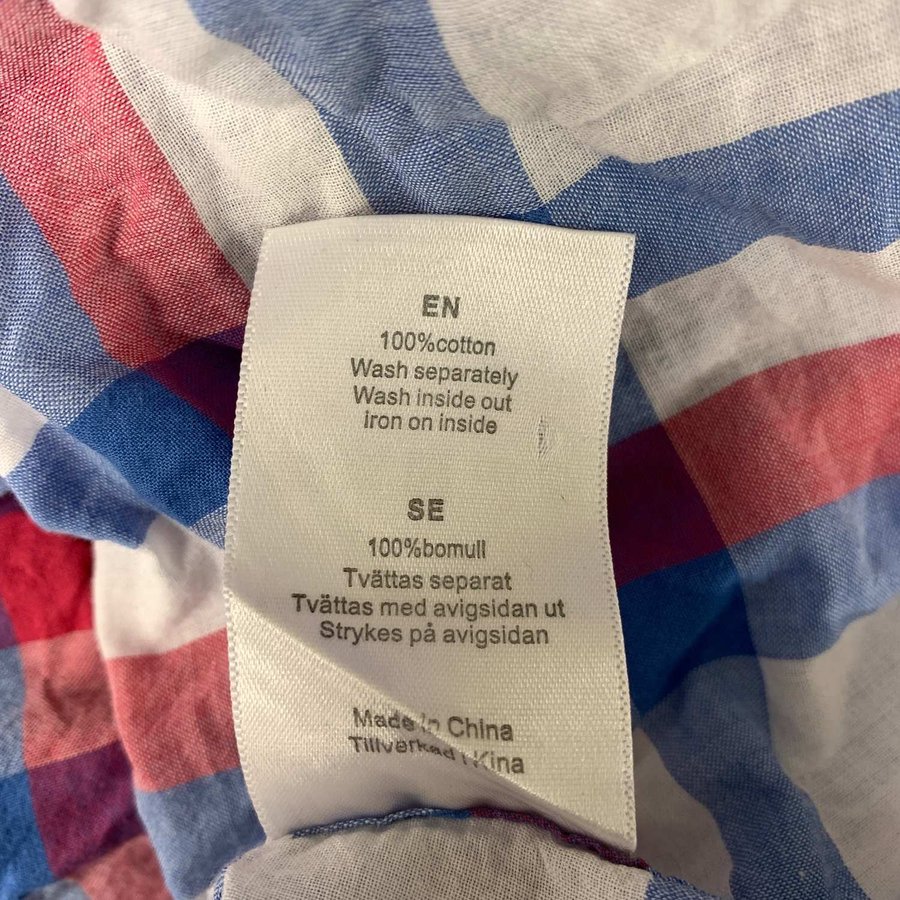 EN
100%cotton
Wash separately
Wash inside out
iron on inside
SE
100%bomull
Tvättas separat
Tvättas med avigsidan ut
Strykes på avigsidan
Made in China
Tillverkad i Kina